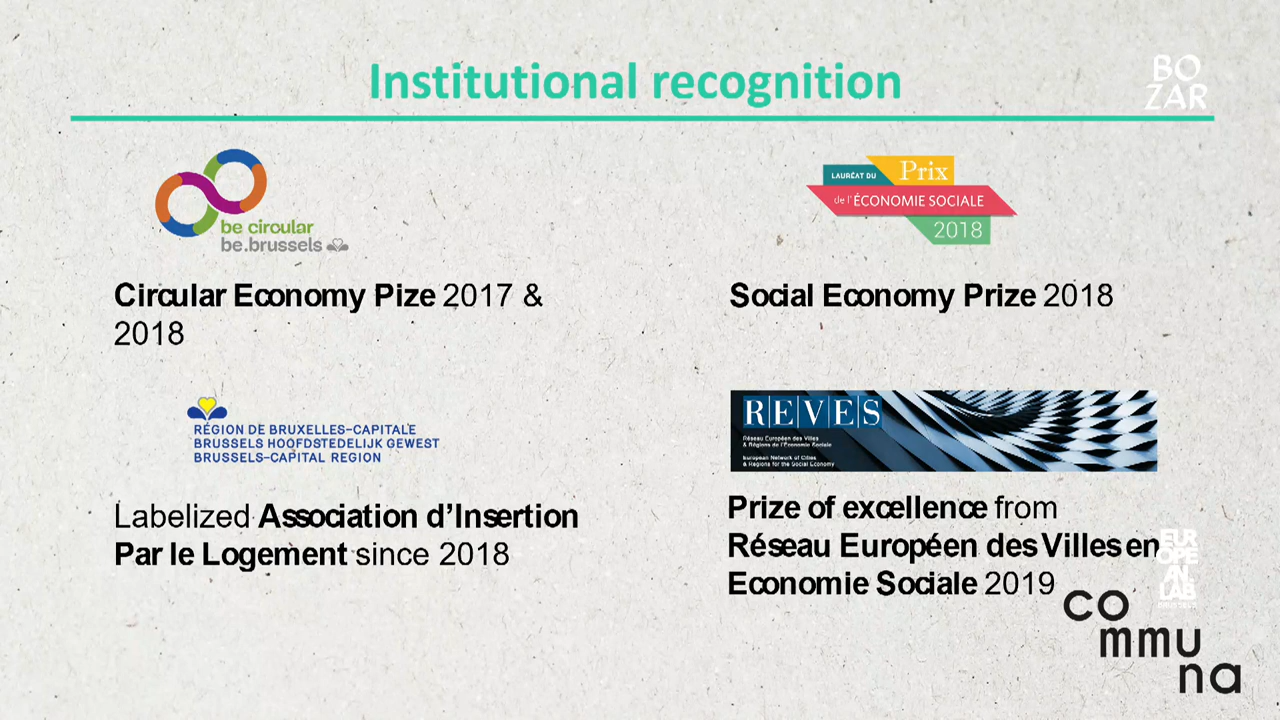 Institutional recognition
BO
ZAR
be circular
be.brussels
LAURÉAT DU Prix
de l'ÉCONOMIE SOCIALE
2018
Circular Economy Pize 2017 &
2018
Social Economy Prize 2018
RÉGION DE BRUXELLES-CAPITALE
BRUSSELS HOOFDSTEDELIJK GEWEST
BRUSSELS-CAPITAL REGION
REVES
Réseau Européen des Villes
& Régions de l'Économie Sociale
European Network of Cities
& Regions for the Social Economy
Labelized Association d'Insertion
Par le Logement since 2018
Prize of excellence from
Réseau Européen des Villes en
Economie Sociale 2019
EUR
OPE
AN
LAB
BRUSSELS
co
mmu
na